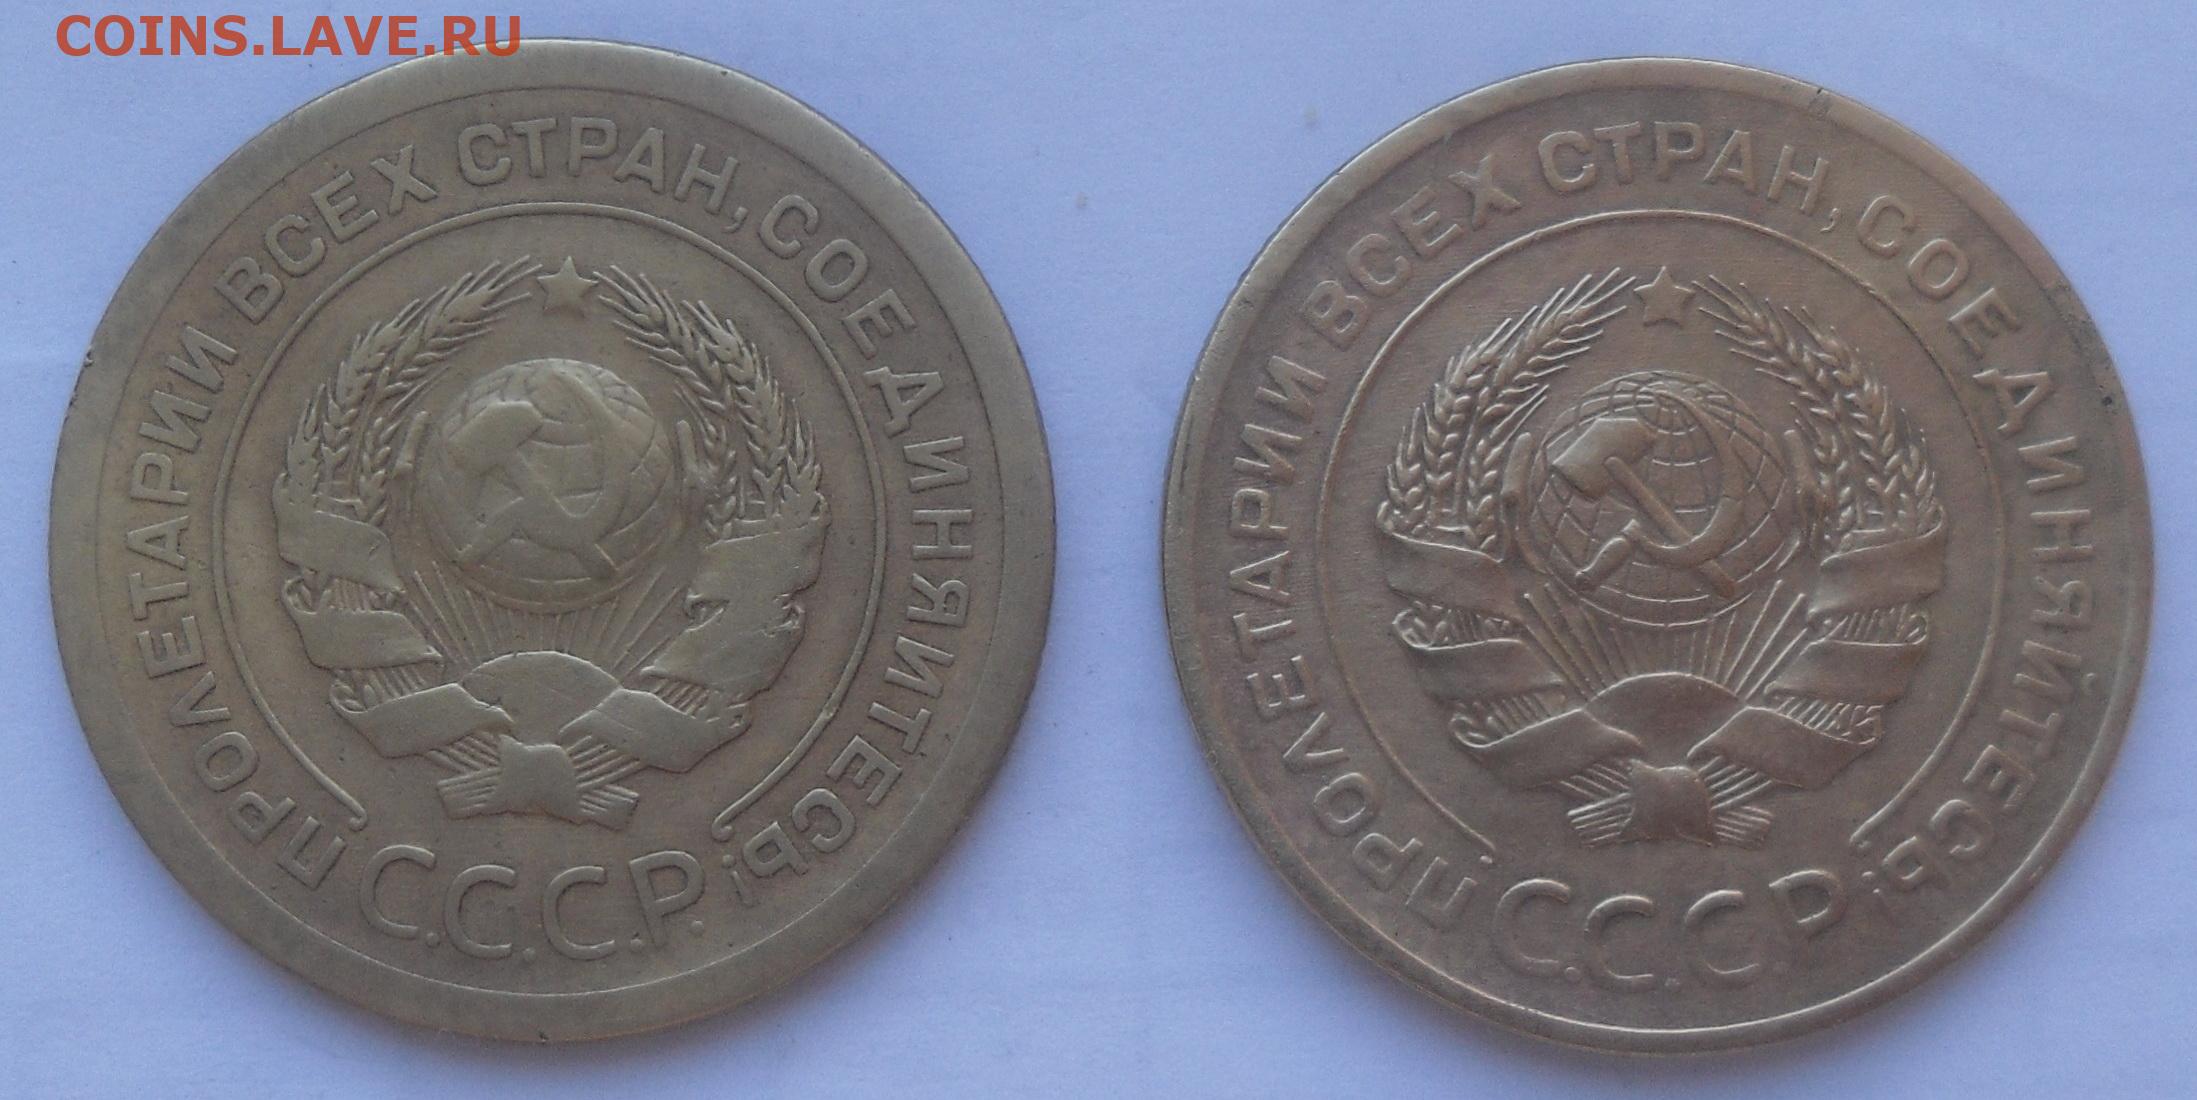 COINS.LAVE.RU
ПРОЛЕТАРИИ ВСЕХ СТРАН, СОЕДИНЯЙТЕСЬ!
С.С.С.Р.
ПРОЛЕТАРИИ ВСЕХ СТРАН, СОЕДИНЯЙТЕСЬ!
С.С.С.Р.